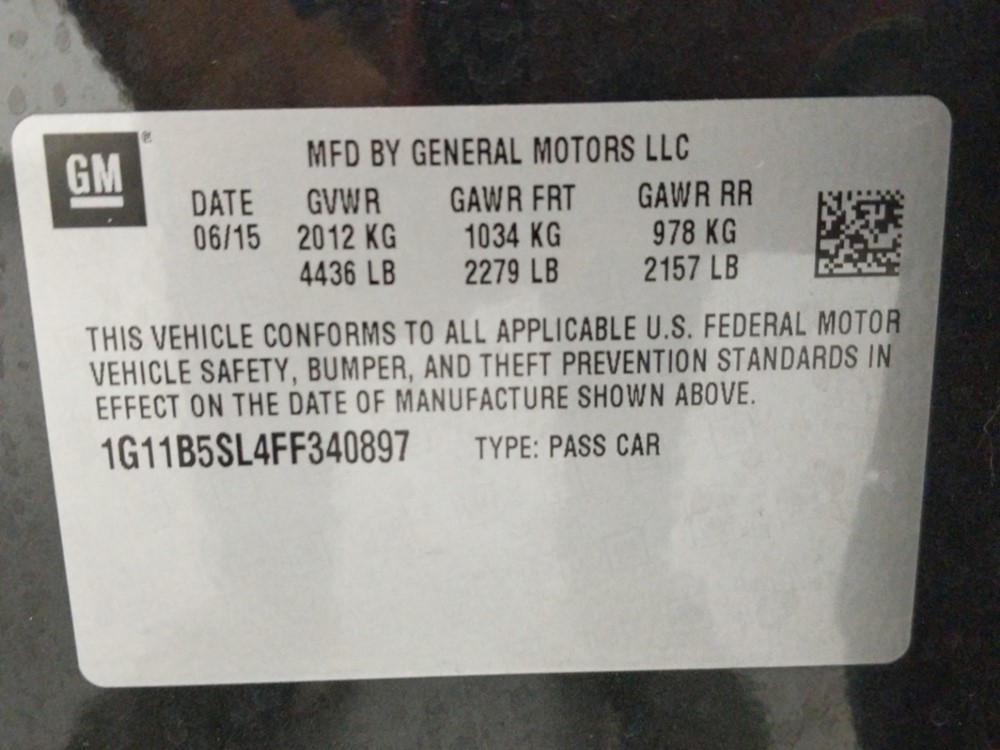 GM ®
MFD BY GENERAL MOTORS LLC
DATE GVWR GAWR FRT GAWR RR
06/15 2012 KG 1034 KG 978 KG
4436 LB 2279 LB 2157 LB
THIS VEHICLE CONFORMS TO ALL APPLICABLE U.S. FEDERAL MOTOR
VEHICLE SAFETY, BUMPER, AND THEFT PREVENTION STANDARDS IN
EFFECT ON THE DATE OF MANUFACTURE SHOWN ABOVE.
1G11B5SL4FF340897 TYPE: PASS CAR